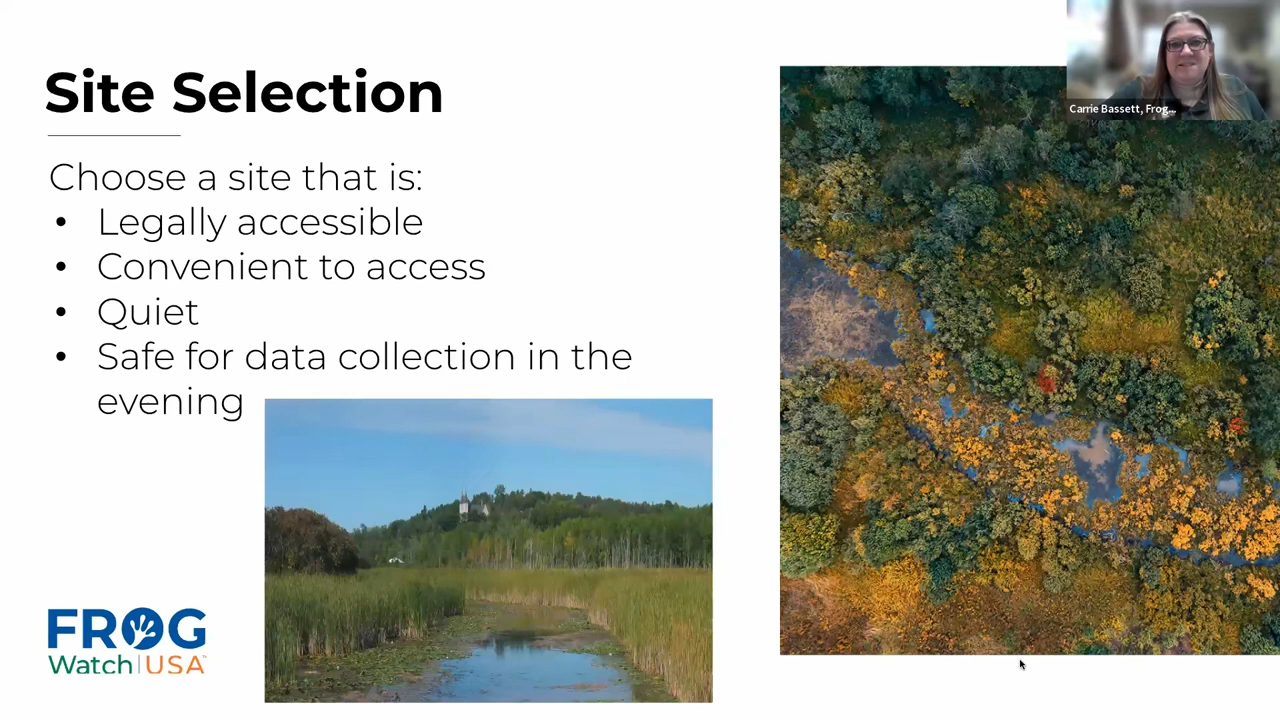 Site Selection
Carrie Bassett, Frog...
Choose a site that is:
• Legally accessible
• Convenient to access
• Quiet
• Safe for data collection in the
evening
FROG
Watch|USA™